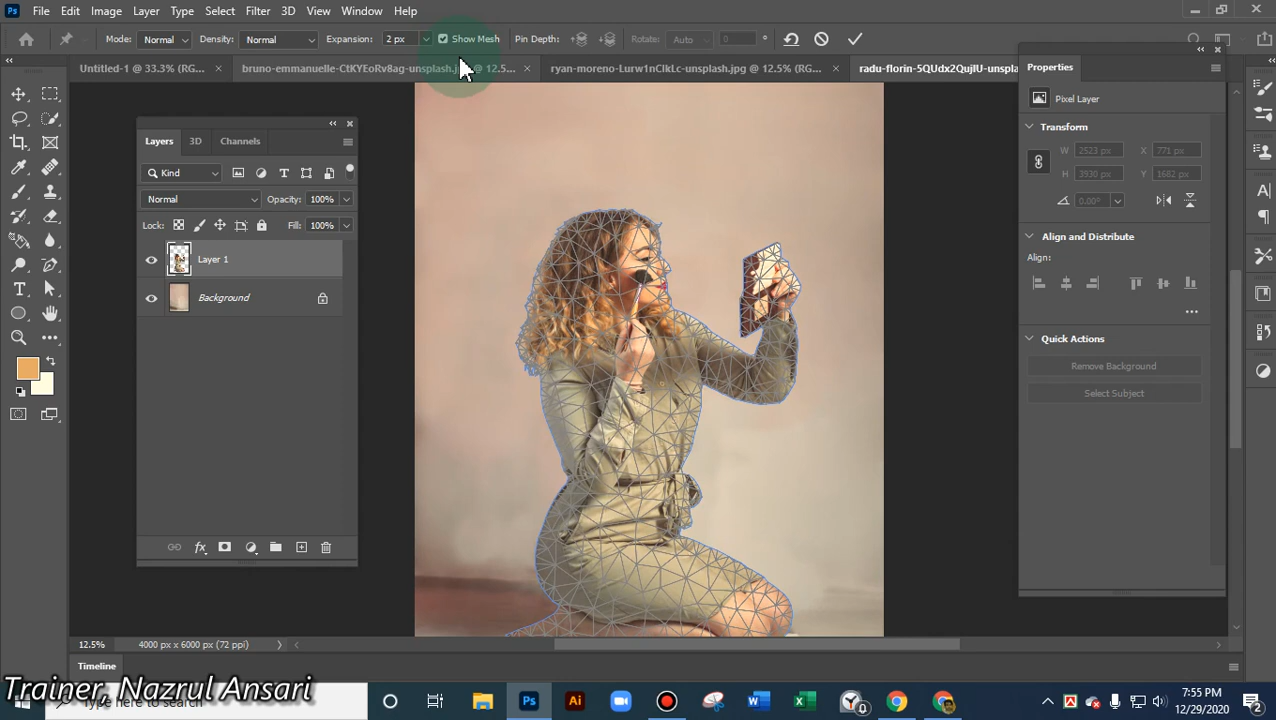 Ps File Edit Image Layer Type Select Filter 3D View Window Help
Mode: Normal Density: Normal Expansion: 2 px Show Mesh Pin Depth: Rotate: Auto 0 °
Untitled-1 @ 33.3% (RG... × bruno-emmanuelle-CtKYEoRv8ag-unsplash.jpg @ 12.5... × ryan-moreno-Lurw1nClkLc-unsplash.jpg @ 12.5% (RG... × radu-florin-5QUdx2QujlU-unspla
Properties
Pixel Layer
Transform
W 2523 px X 771 px
H 3930 px Y 1682 px
0.00°
Align and Distribute
Align:
Quick Actions
Remove Background
Select Subject
Layers 3D Channels
Kind
Normal Opacity: 100%
Lock: Fill: 100%
Layer 1
Background
12.5% 4000 px x 6000 px (72 ppi)
Timeline
Trainer, Nazrul Ansari
Type here to search
Ps Ai
7:55 PM
12/29/2020
2